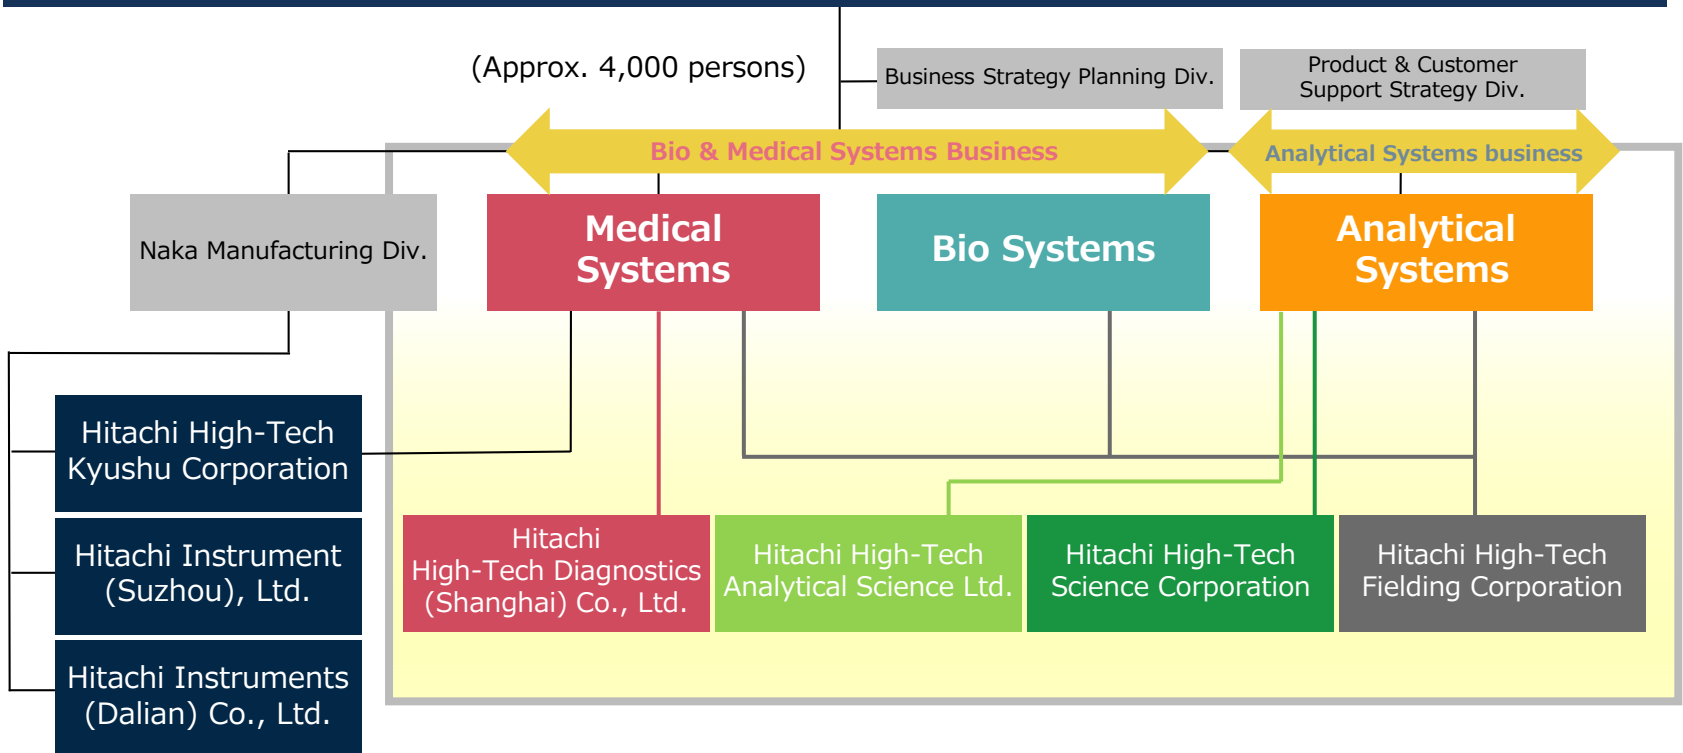 (Approx. 4,000 persons)
Business Strategy Planning Div.
Product & Customer
Support Strategy Div.
Bio & Medical Systems Business
Analytical Systems business
Naka Manufacturing Div.
Medical
Systems
Bio Systems
Analytical
Systems
Hitachi High-Tech
Kyushu Corporation
Hitachi Instrument
(Suzhou), Ltd.
Hitachi Instruments
(Dalian) Co., Ltd.
Hitachi
High-Tech Diagnostics
(Shanghai) Co., Ltd.
Hitachi High-Tech
Analytical Science Ltd.
Hitachi High-Tech
Science Corporation
Hitachi High-Tech
Fielding Corporation